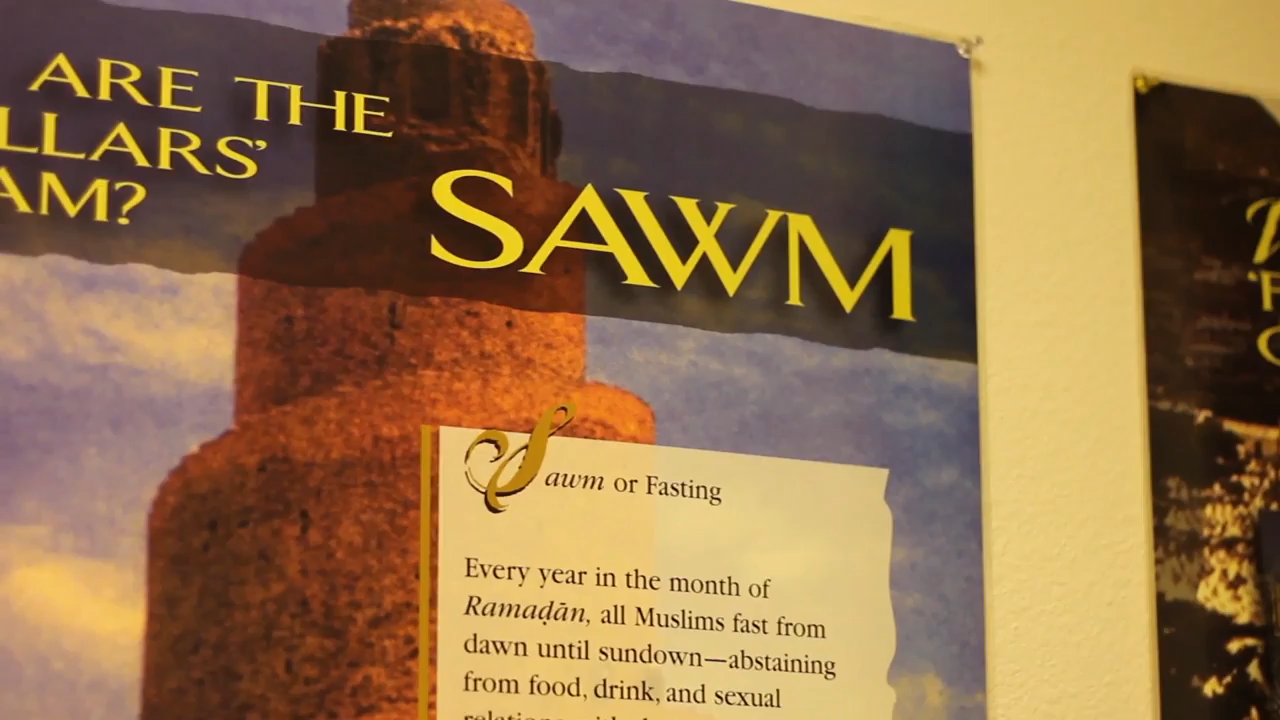 ARE THE
LLARS'
AM?
SAWM
Sawm or Fasting
Every year in the month of
Ramaḍān, all Muslims fast from
dawn until sundown—abstaining
from food, drink, and sexual